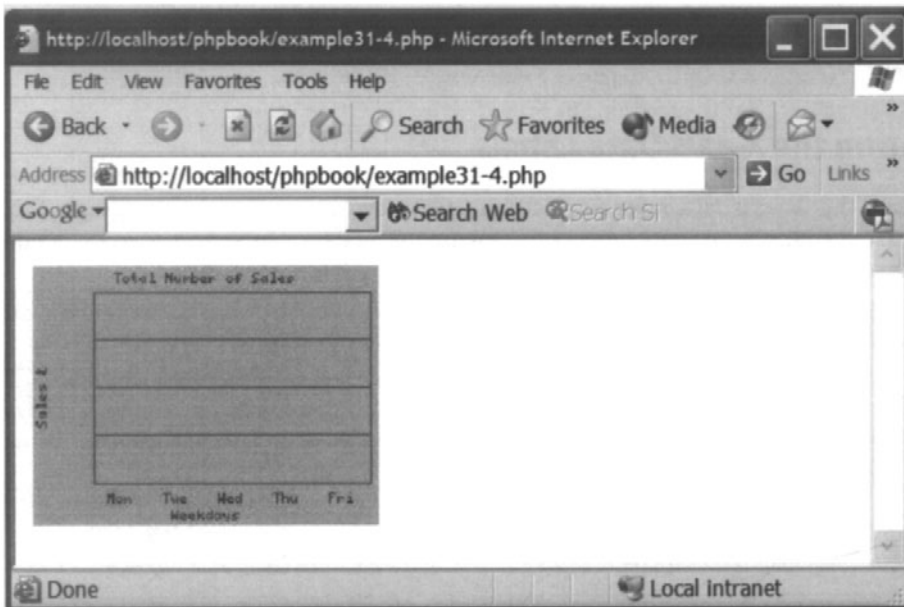 http://localhost/phpbook/example31-4.php - Microsoft Internet Explorer
File Edit View Favorites Tools Help
Back Search Favorites Media »
Address http://localhost/phpbook/example31-4.php Go Links »
Google Search Web Search Si
Total Number of Sales
Sales £
Mon Tue Wed Thu Fri
Weekdays
Done Local intranet